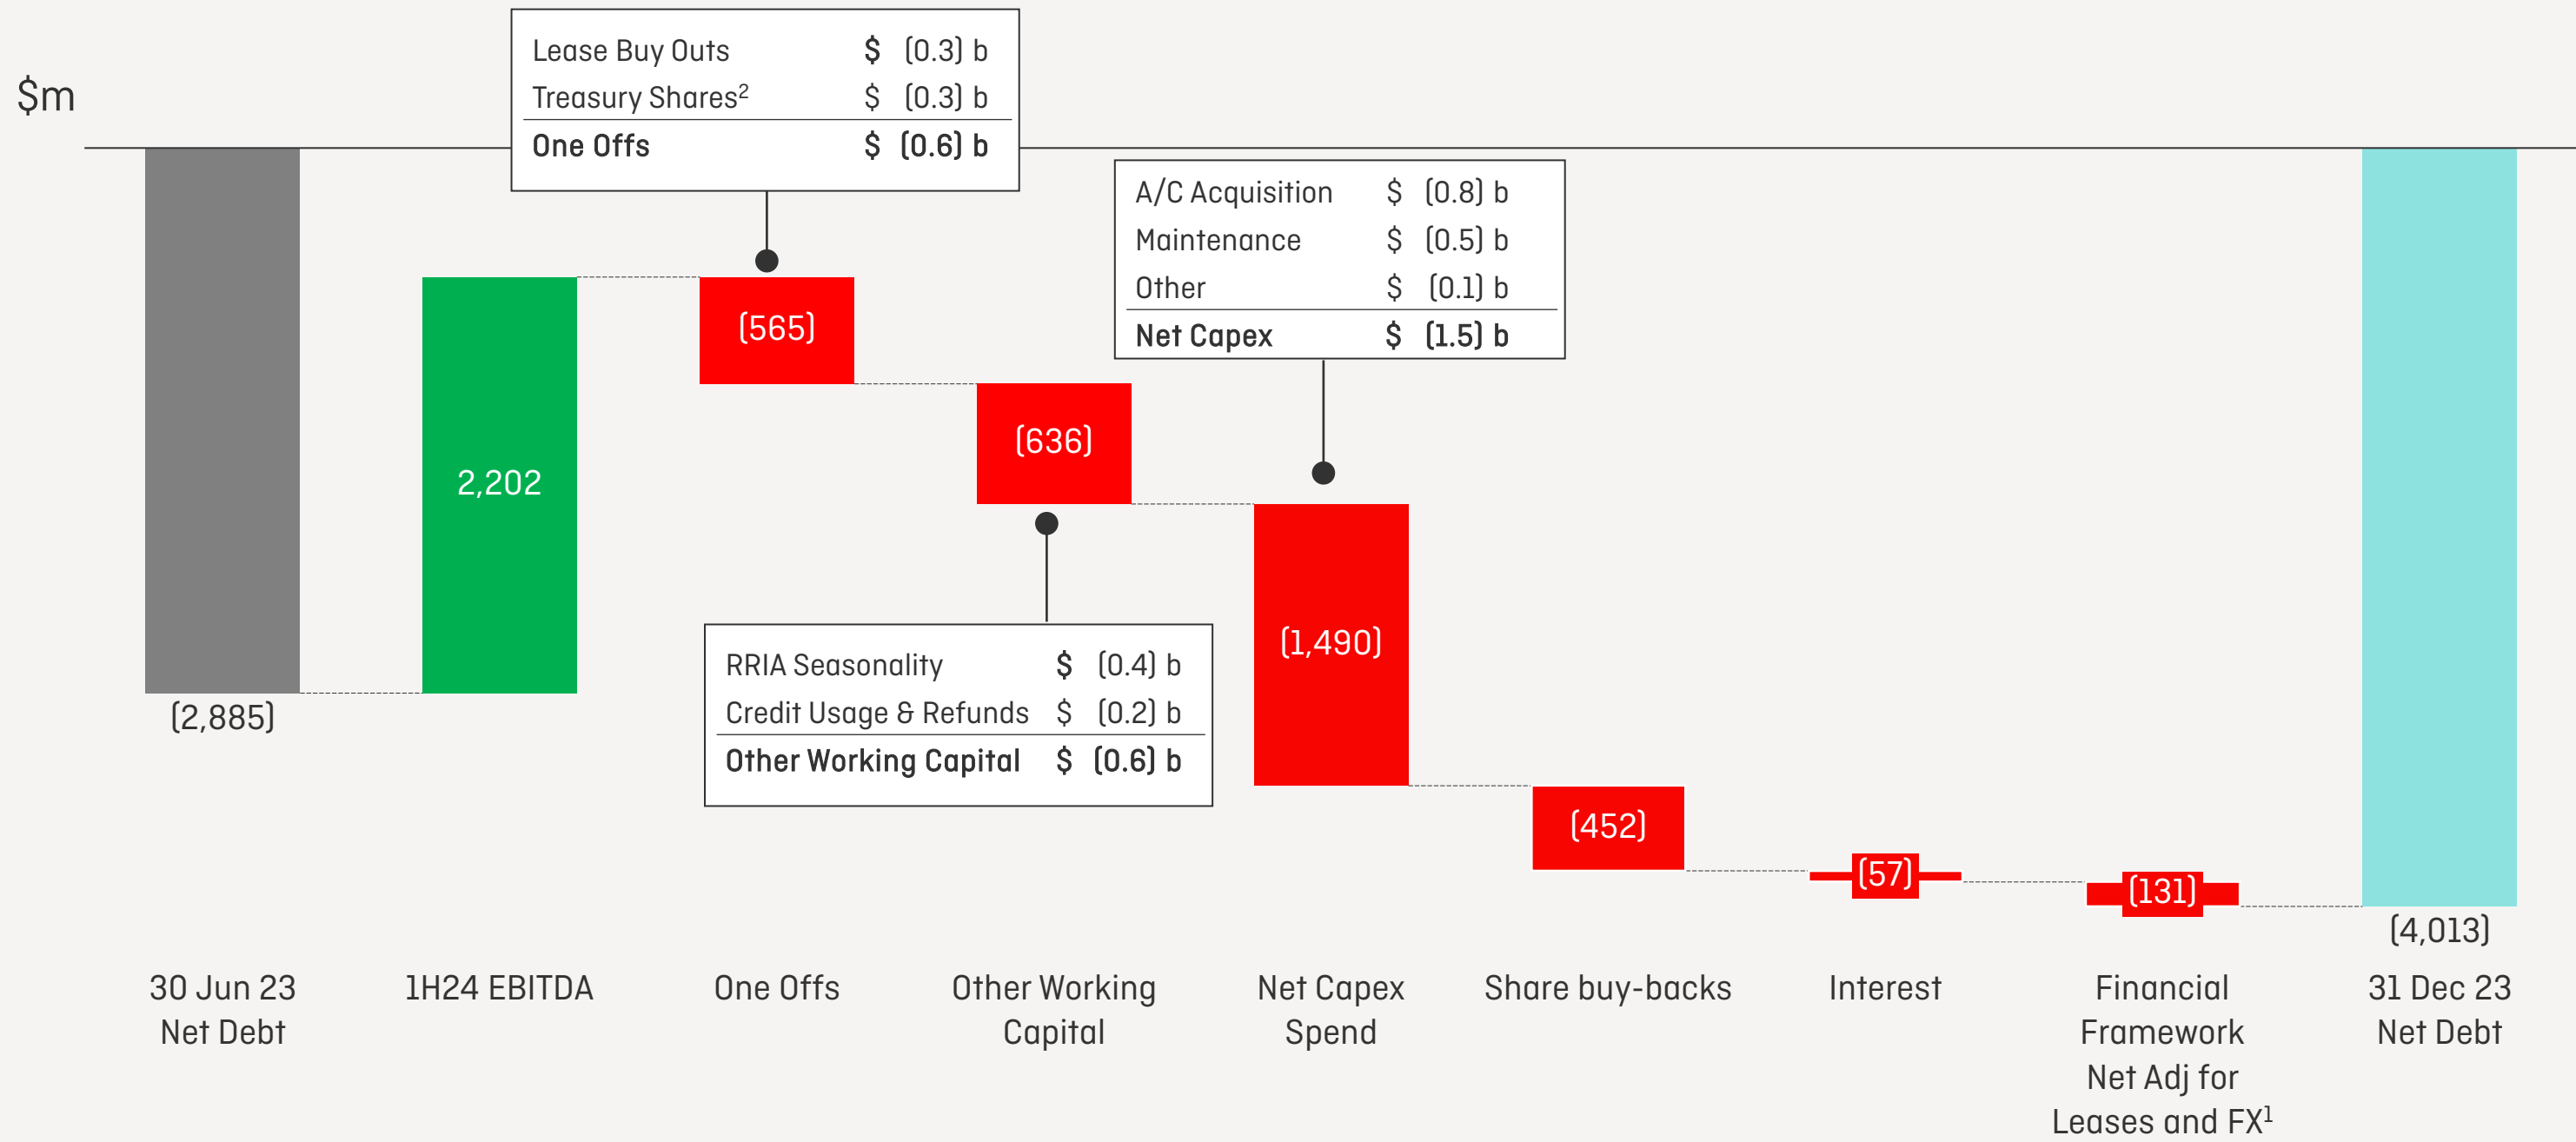 $m
Lease Buy Outs $ (0.3) b
Treasury Shares² $ (0.3) b
One Offs $ (0.6) b
A/C Acquisition $ (0.8) b
Maintenance $ (0.5) b
Other $ (0.1) b
Net Capex $ (1.5) b
(565)
(636)
2,202
(1,490)
(2,885)
RRIA Seasonality $ (0.4) b
Credit Usage & Refunds $ (0.2) b
Other Working Capital $ (0.6) b
(452)
(57)
(131)
(4,013)
30 Jun 23
Net Debt
1H24 EBITDA
One Offs
Other Working
Capital
Net Capex
Spend
Share buy-backs
Interest
Financial
Framework
Net Adj for
Leases and FX¹
31 Dec 23
Net Debt